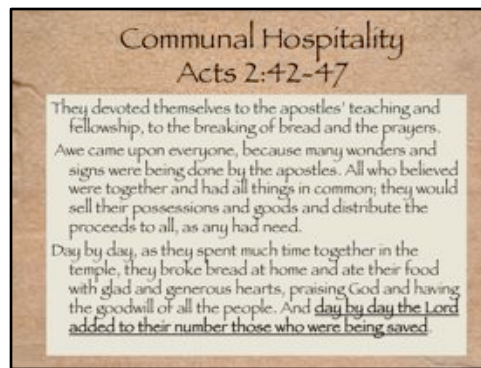 Communal Hospitality
Acts 2:42-47
They devoted themselves to the apostles' teaching and
fellowship, to the breaking of bread and the prayers.
Awe came upon everyone, because many wonders and
signs were being done by the apostles. All who believed
were together and had all things in common; they would
sell their possessions and goods and distribute the
proceeds to all, as any had need.
Day by day, as they spent much time together in the
temple, they broke bread at home and ate their food
with glad and generous hearts, praising God and having
the goodwill of all the people. And day by day the Lord
added to their number those who were being saved.